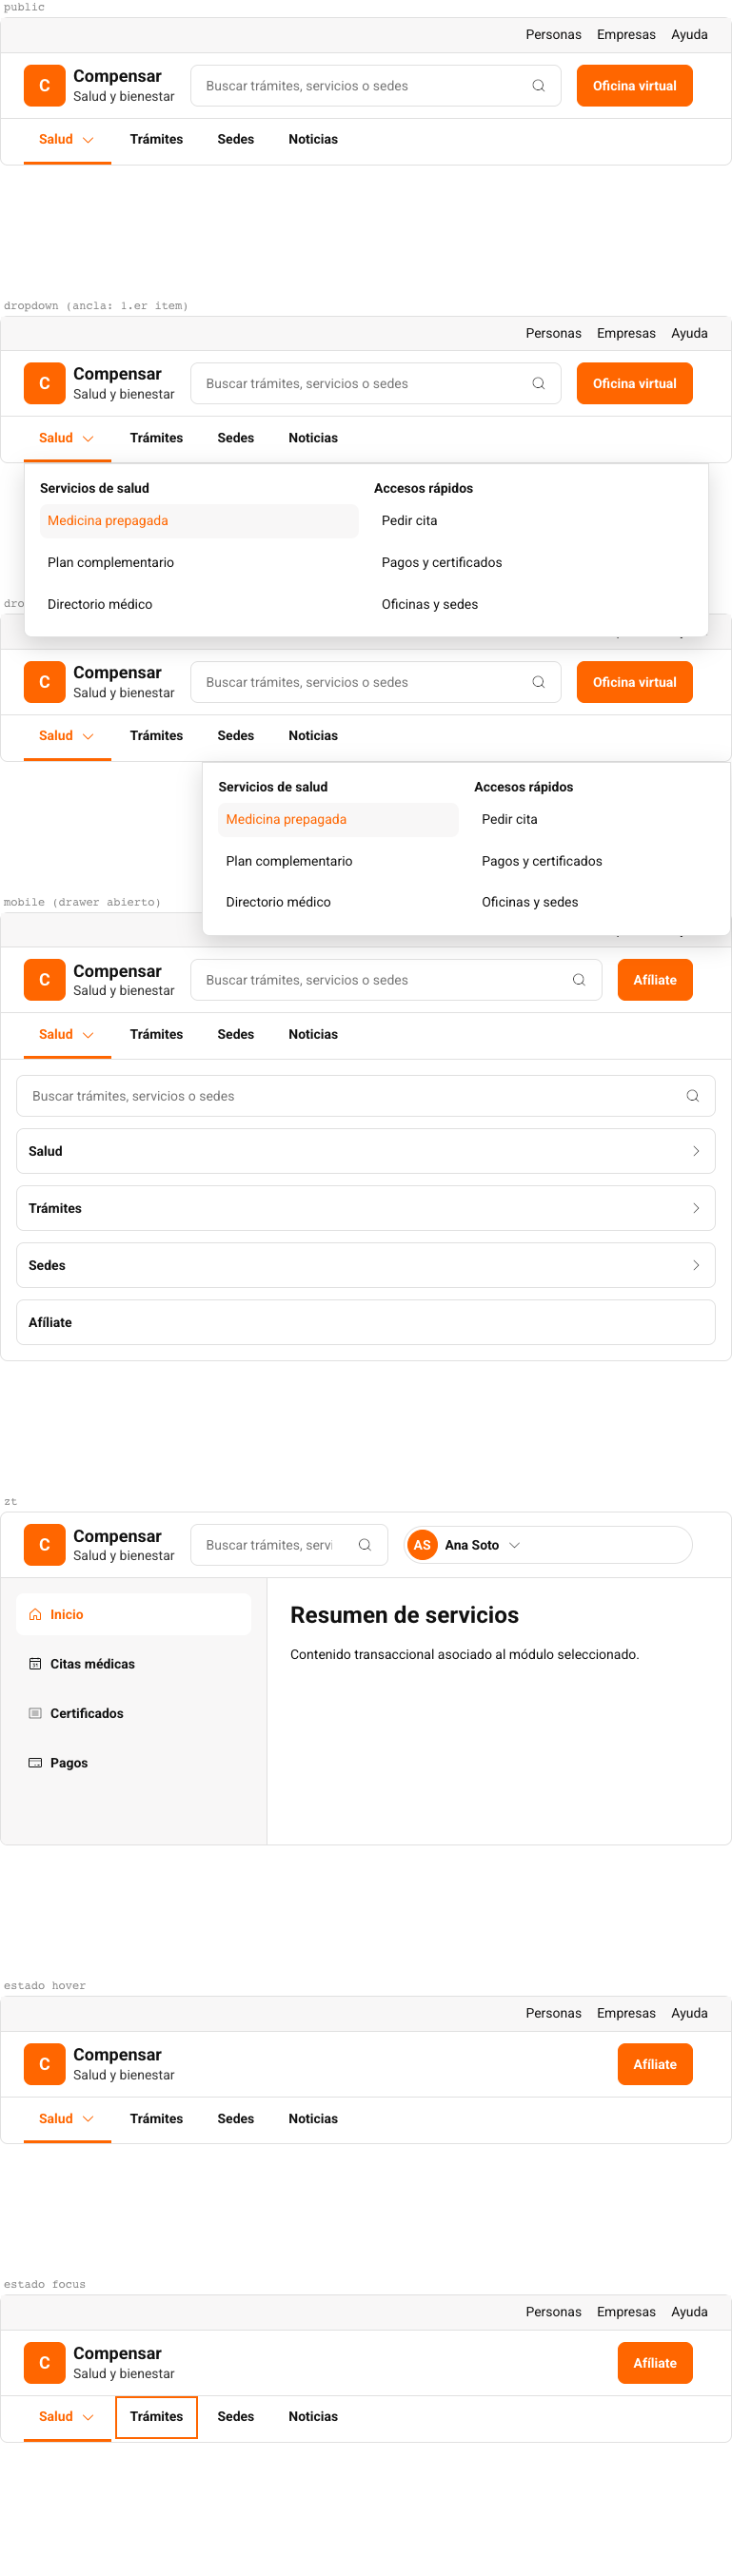 public
Personas Empresas Ayuda
C Compensar
Salud y bienestar
Buscar trámites, servicios o sedes
Oficina virtual
Salud Trámites Sedes Noticias
dropdown (ancla: 1.er item)
Personas Empresas Ayuda
C Compensar
Salud y bienestar
Buscar trámites, servicios o sedes
Oficina virtual
Salud Trámites Sedes Noticias
Servicios de salud
Medicina prepagada
Plan complementario
Directorio médico
Accesos rápidos
Pedir cita
Pagos y certificados
Oficinas y sedes
C Compensar
Salud y bienestar
Buscar trámites, servicios o sedes
Oficina virtual
Salud Trámites Sedes Noticias
Servicios de salud
Medicina prepagada
Plan complementario
Directorio médico
Accesos rápidos
Pedir cita
Pagos y certificados
Oficinas y sedes
mobile (drawer abierto)
C Compensar
Salud y bienestar
Buscar trámites, servicios o sedes
Afíliate
Salud Trámites Sedes Noticias
Buscar trámites, servicios o sedes
Salud
Trámites
Sedes
Afíliate
zt
C Compensar
Salud y bienestar
Buscar trámites, servi
AS Ana Soto
Inicio
Citas médicas
Certificados
Pagos
Resumen de servicios
Contenido transaccional asociado al módulo seleccionado.
estado hover
Personas Empresas Ayuda
C Compensar
Salud y bienestar
Afíliate
Salud Trámites Sedes Noticias
estado focus
Personas Empresas Ayuda
C Compensar
Salud y bienestar
Afíliate
Salud Trámites Sedes Noticias